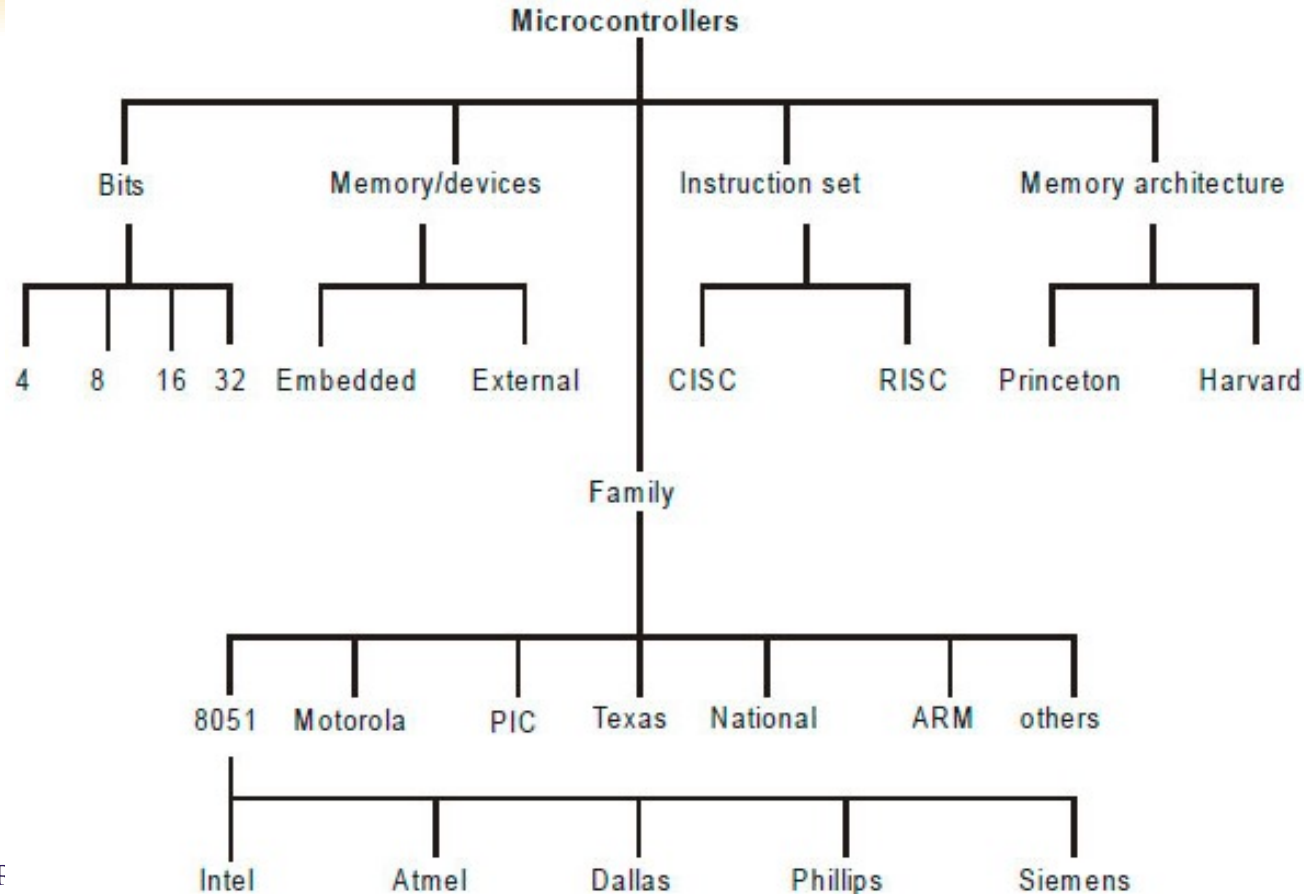 Microcontrollers
Bits Memory/devices Instruction set Memory architecture
4 8 16 32 Embedded External CISC RISC Princeton Harvard
Family
8051 Motorola PIC Texas National ARM others
Intel Atmel Dallas Phillips Siemens